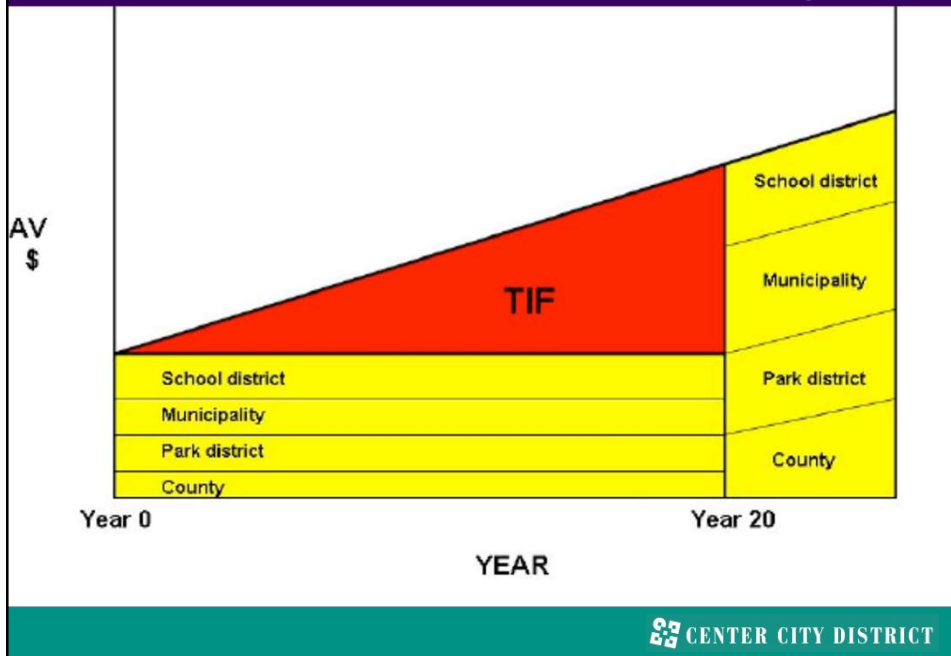 AV
$
TIF
School district
Municipality
Park district
County
School district
Municipality
Park district
County
Year 0
Year 20
YEAR
CENTER CITY DISTRICT